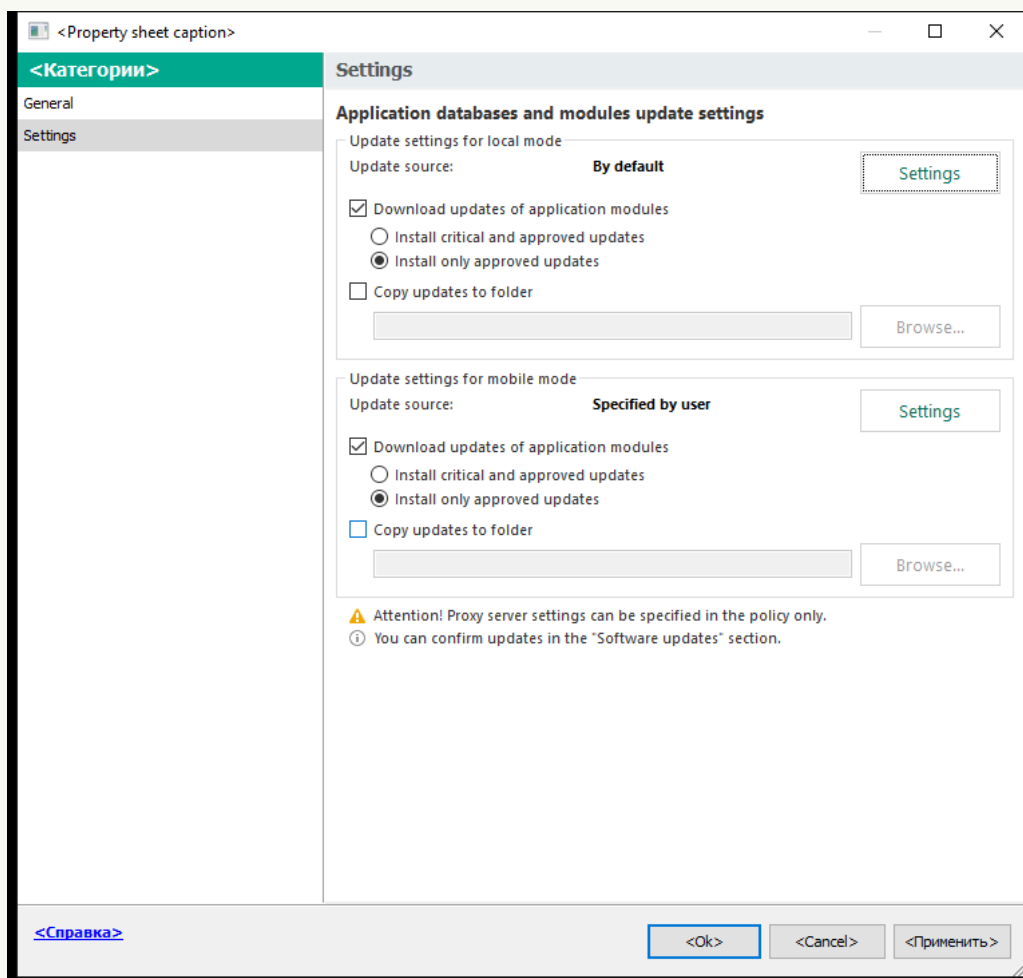 <Property sheet caption>
<Категории>
General
Settings
Settings
Application databases and modules update settings
Update settings for local mode
Update source: By default Settings
Download updates of application modules
Install critical and approved updates
Install only approved updates
Copy updates to folder
Browse...
Update settings for mobile mode
Update source: Specified by user Settings
Download updates of application modules
Install critical and approved updates
Install only approved updates
Copy updates to folder
Browse...
Attention! Proxy server settings can be specified in the policy only.
You can confirm updates in the "Software updates" section.
<Справка>
<Ok> <Cancel> <Применить>